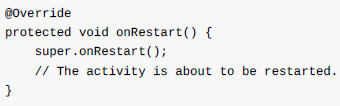 @Override
protected void onRestart() {
    super.onRestart();
    // The activity is about to be restarted.
}